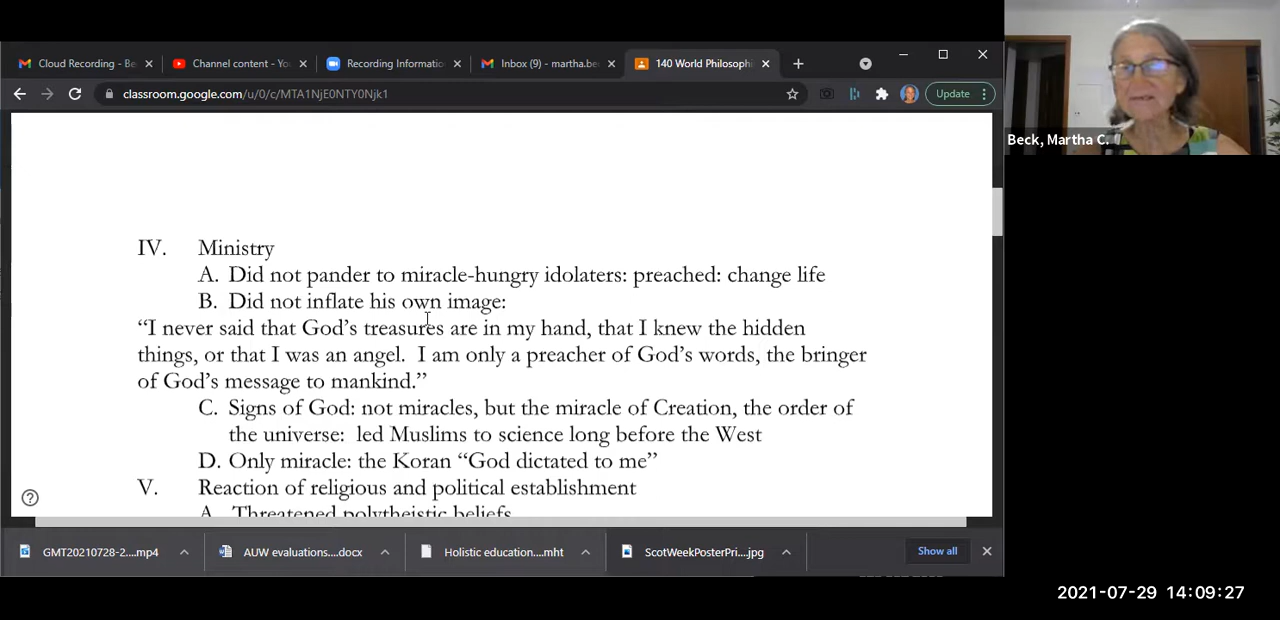 Cloud Recording - Be
Channel content - Yo
Recording Informatio
Inbox (9) - martha.be
140 World Philosoph
classroom.google.com/u/0/c/MTA1NjE0NTY0Njk1
Update
Beck, Martha C.
IV. Ministry
A. Did not pander to miracle-hungry idolaters: preached: change life
B. Did not inflate his own image:
“I never said that God’s treasures are in my hand, that I knew the hidden
things, or that I was an angel. I am only a preacher of God’s words, the bringer
of God’s message to mankind.”
C. Signs of God: not miracles, but the miracle of Creation, the order of
the universe: led Muslims to science long before the West
D. Only miracle: the Koran “God dictated to me”
V. Reaction of religious and political establishment
A. Threatened polytheistic beliefs
GMT20210728-2....mp4
AUW evaluations....docx
Holistic education....mht
ScotWeekPosterPri....jpg
Show all
2021-07-29 14:09:27